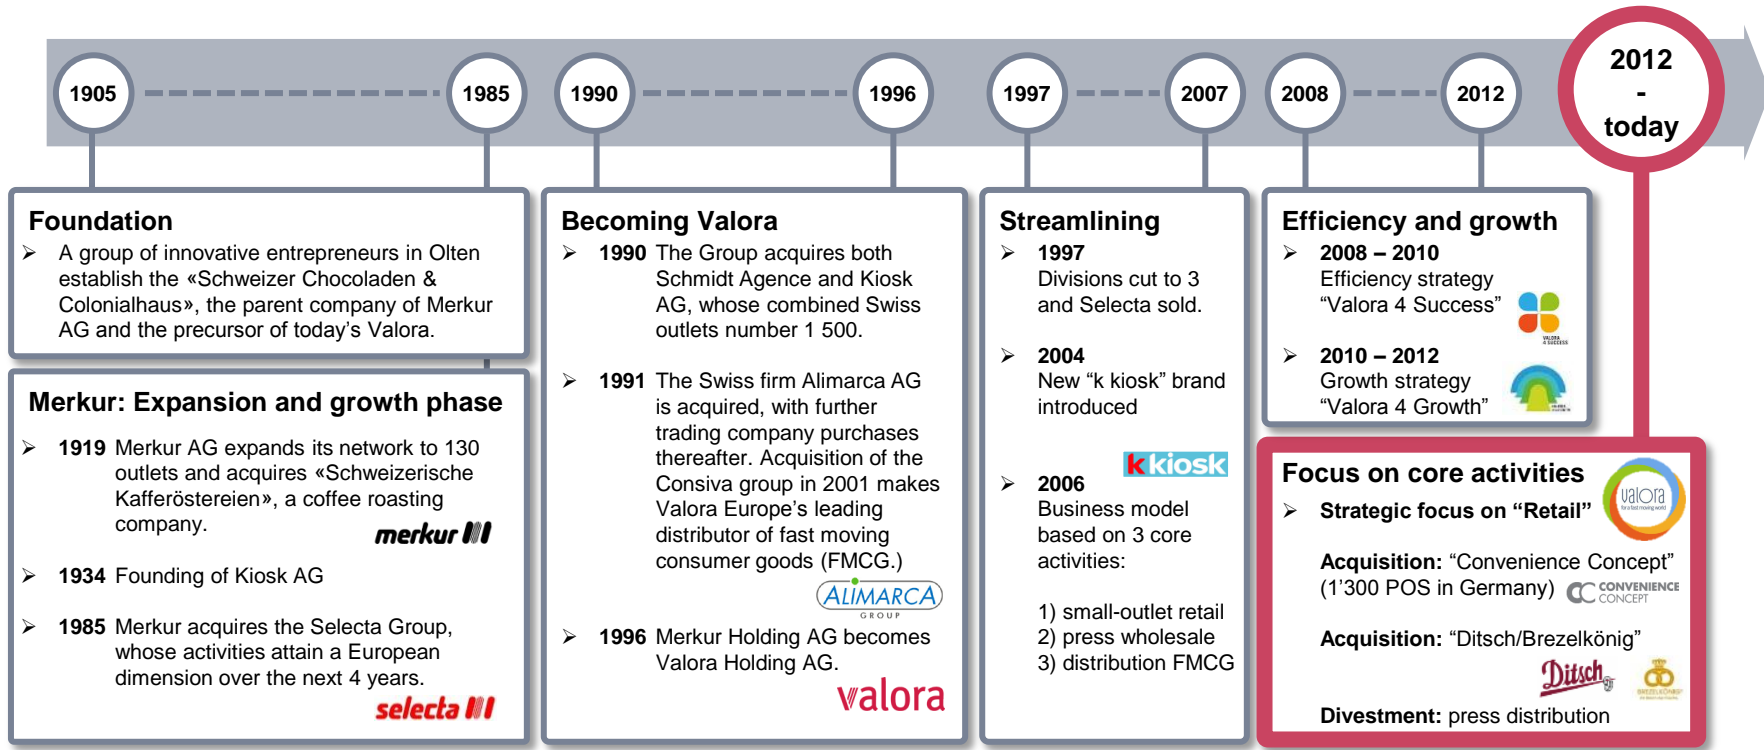 1905
1985
1990
1996
1997
2007
2008
2012
2012
-
today
Foundation
➢ A group of innovative entrepreneurs in Olten
establish the «Schweizer Chocoladen &
Colonialhaus», the parent company of Merkur
AG and the precursor of today’s Valora.
Merkur: Expansion and growth phase
➢ 1919 Merkur AG expands its network to 130
outlets and acquires «Schweizerische
Kafferöstereien», a coffee roasting
company.
merkur
➢ 1934 Founding of Kiosk AG
➢ 1985 Merkur acquires the Selecta Group,
whose activities attain a European
dimension over the next 4 years.
selecta
Becoming Valora
➢ 1990 The Group acquires both
Schmidt Agence and Kiosk
AG, whose combined Swiss
outlets number 1 500.
➢ 1991 The Swiss firm Alimarca AG
is acquired, with further
trading company purchases
thereafter. Acquisition of the
Consiva group in 2001 makes
Valora Europe’s leading
distributor of fast moving
consumer goods (FMCG.)
ALIMARCA
GROUP
➢ 1996 Merkur Holding AG becomes
Valora Holding AG.
valora
Streamlining
➢ 1997
Divisions cut to 3
and Selecta sold.
➢ 2004
New “k kiosk” brand
introduced
k kiosk
➢ 2006
Business model
based on 3 core
activities:
1) small-outlet retail
2) press wholesale
3) distribution FMCG
Efficiency and growth
➢ 2008 – 2010
Efficiency strategy
“Valora 4 Success”
VALORA
4 SUCCESS
➢ 2010 – 2012
Growth strategy
“Valora 4 Growth”
Focus on core activities
valora
for a fast moving world
➢ Strategic focus on “Retail”
Acquisition: “Convenience Concept”
(1’300 POS in Germany)
CONVENIENCE
CONCEPT
Acquisition: “Ditsch/Brezelkönig”
Ditsch
BREZELKÖNIG
Divestment: press distribution